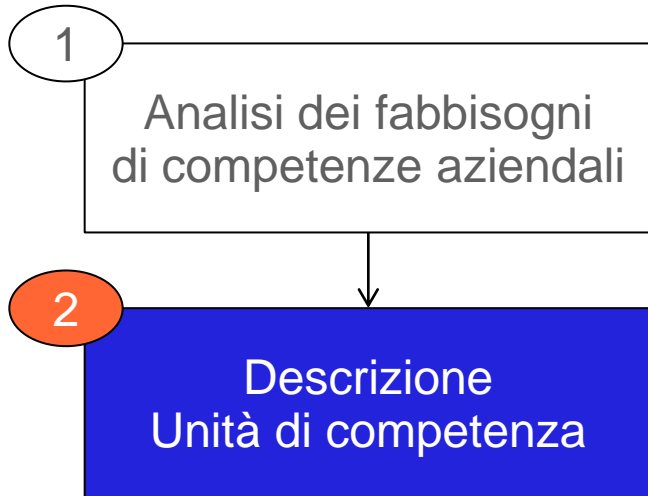 1
Analisi dei fabbisogni
di competenze aziendali
2
Descrizione
Unità di competenza